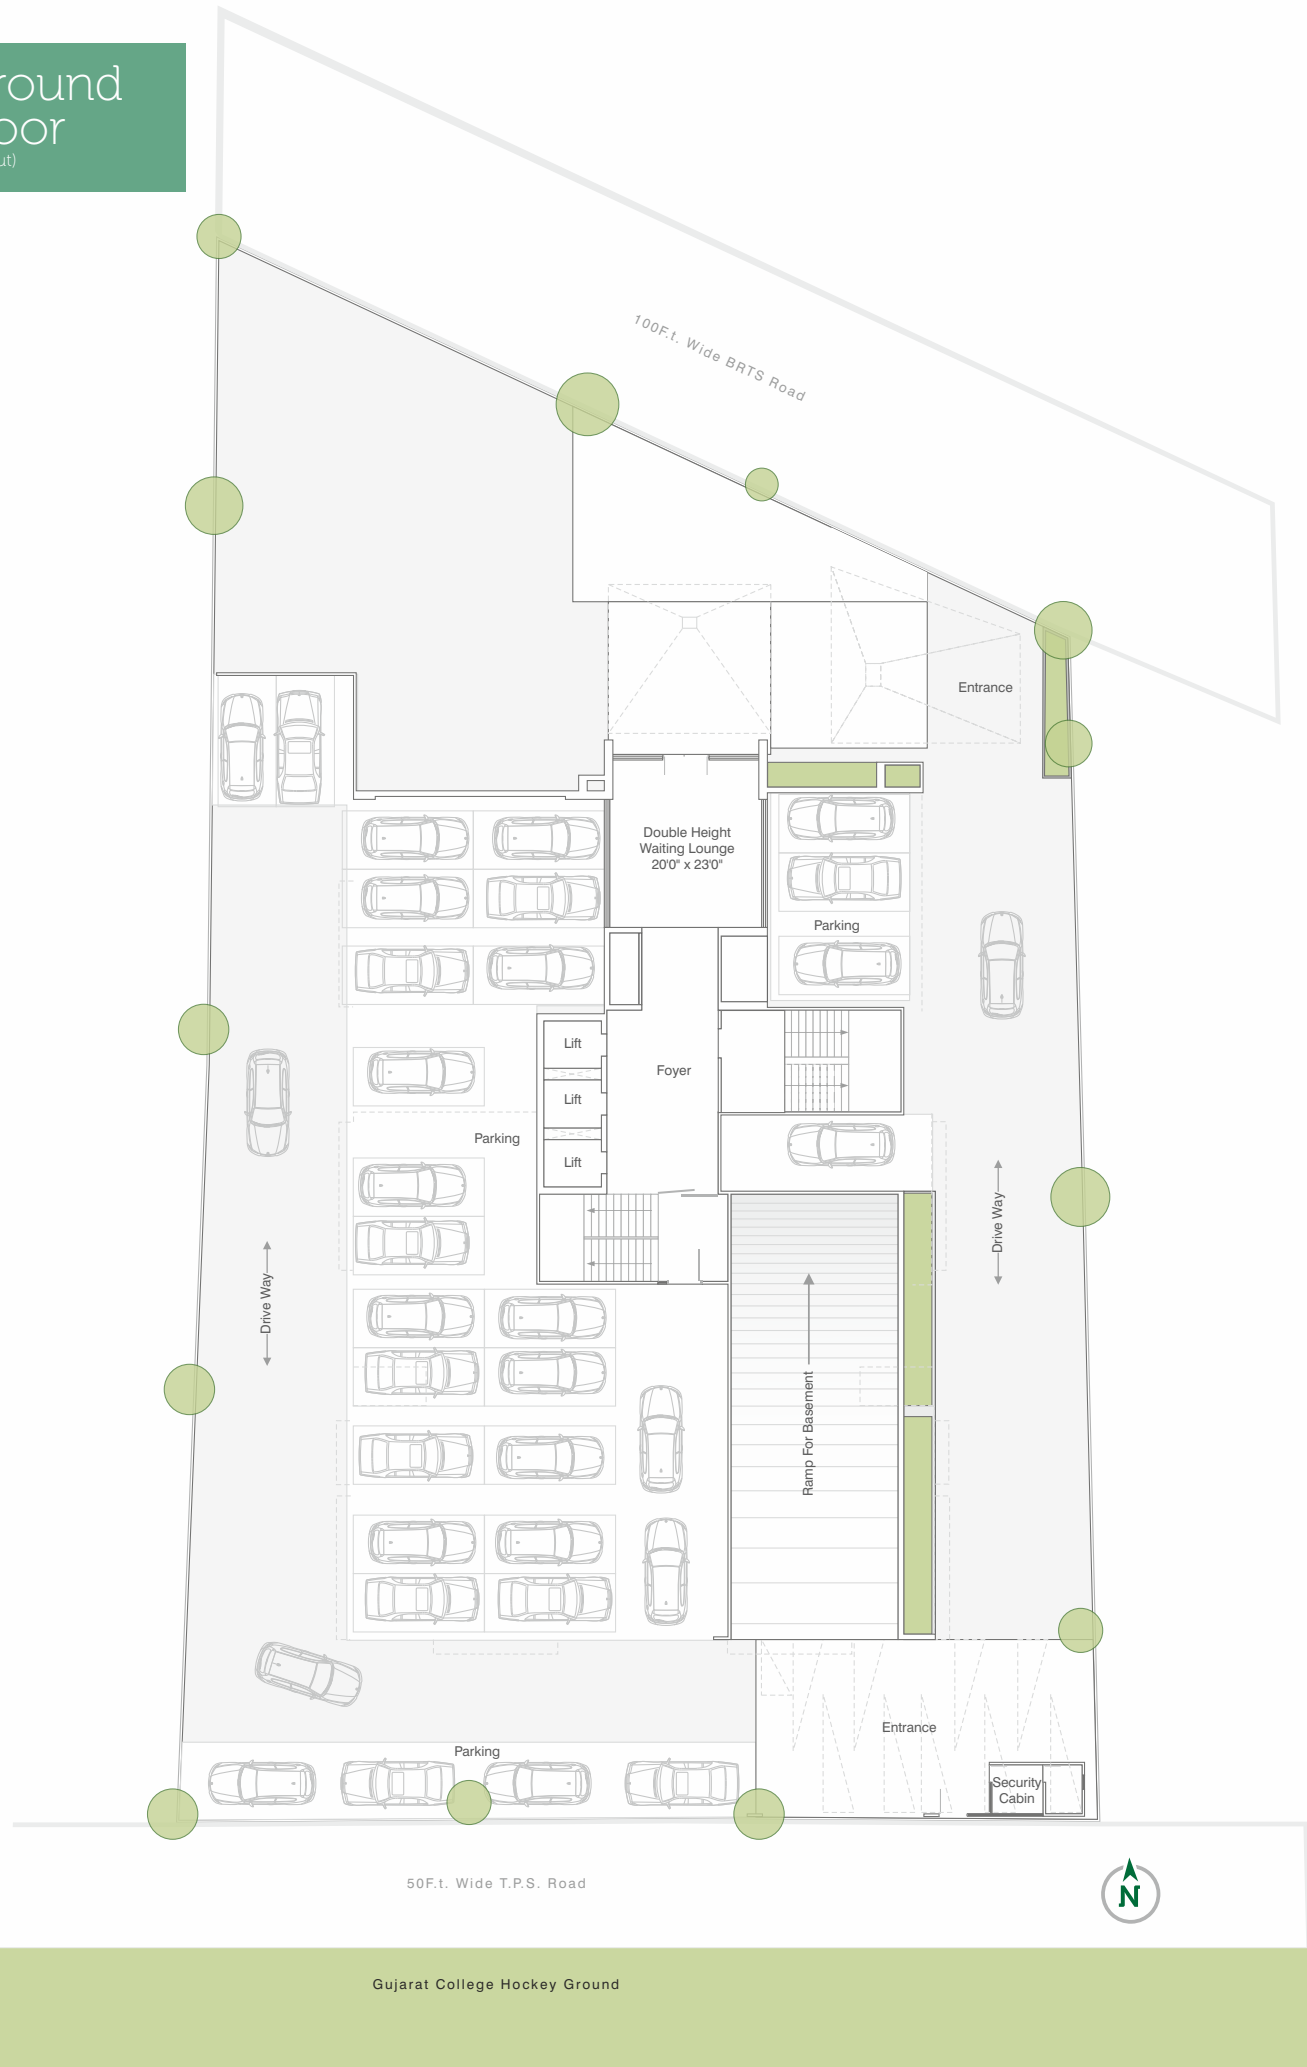 round
oor
ut)
100F.t. Wide BRTS Road
Entrance
Double Height
Waiting Lounge
20'0" x 23'0"
Parking
Lift
Foyer
Lift
Parking
Lift
Drive Way
Drive Way
Ramp For Basement
Entrance
Parking
Security
Cabin
50F.t. Wide T.P.S. Road
N
Gujarat College Hockey Ground